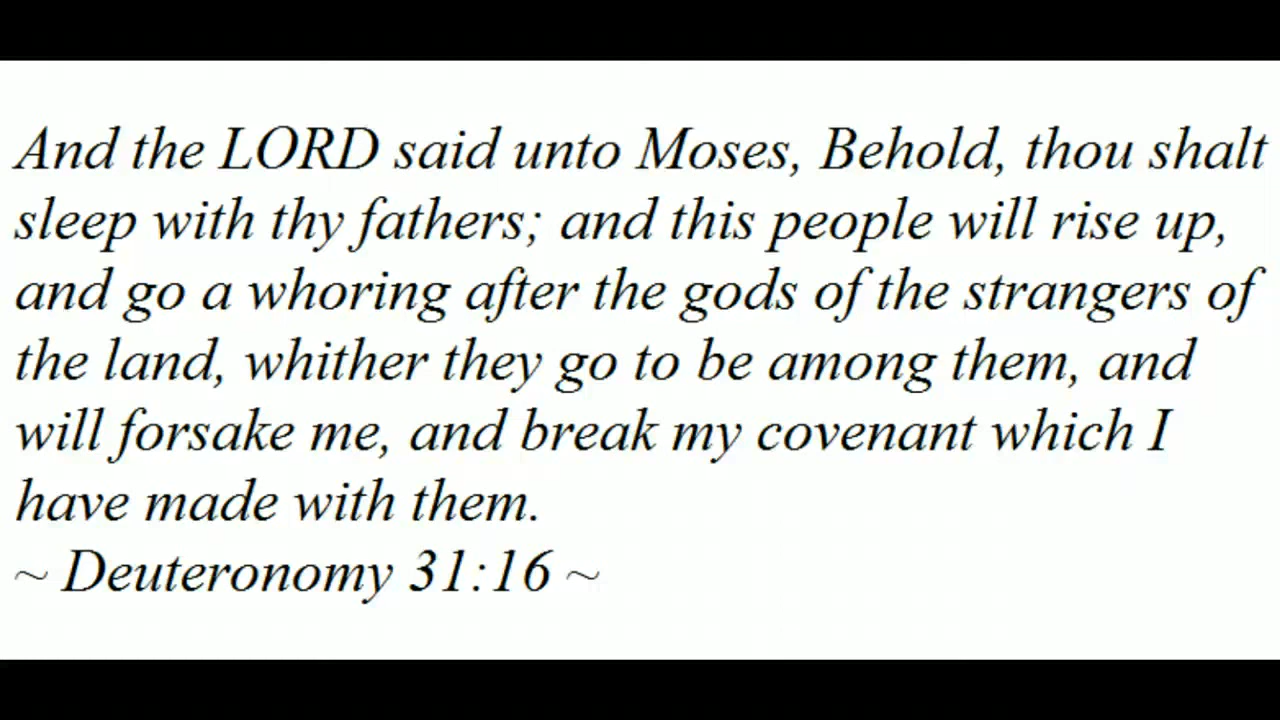 And the LORD said unto Moses, Behold, thou shalt
sleep with thy fathers; and this people will rise up,
and go a whoring after the gods of the strangers of
the land, whither they go to be among them, and
will forsake me, and break my covenant which I
have made with them.
~ Deuteronomy 31:16 ~